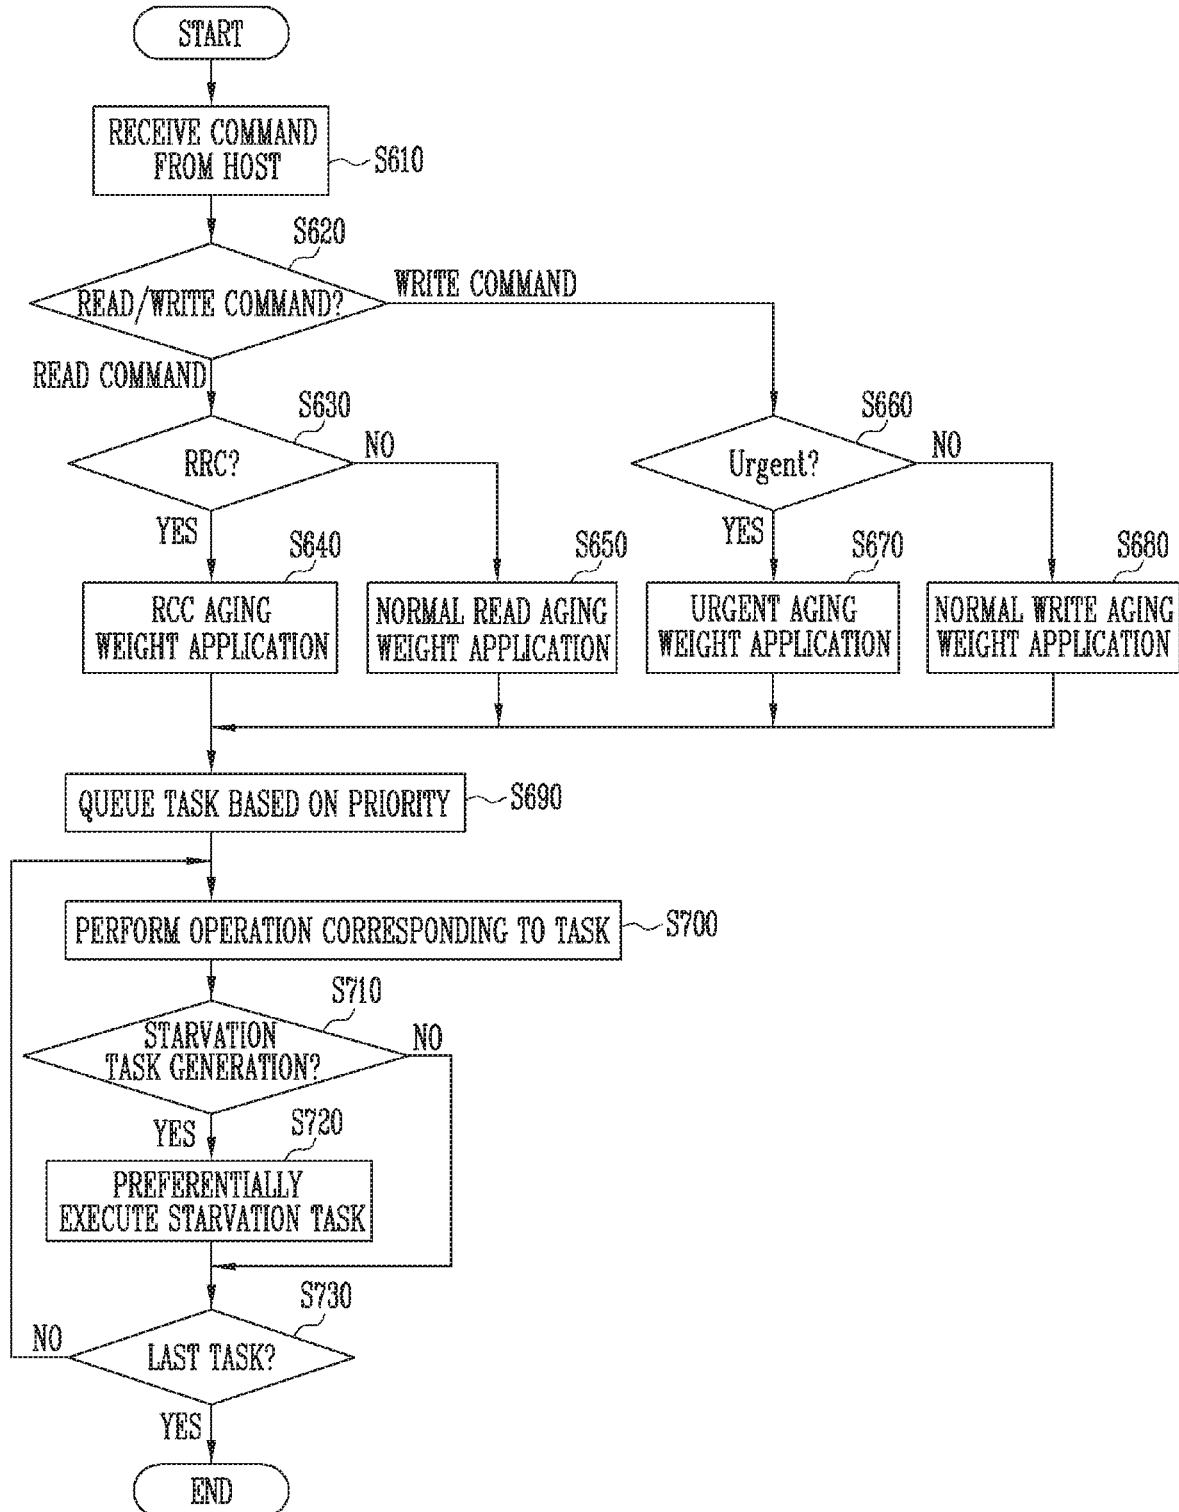 START
RECEIVE COMMAND
FROM HOST
S610
S620
READ/WRITE COMMAND?
WRITE COMMAND
READ COMMAND
S630
RRC?
NO
YES
S660
Urgent?
NO
YES
S640
RCC AGING
WEIGHT APPLICATION
S650
NORMAL READ AGING
WEIGHT APPLICATION
S670
URGENT AGING
WEIGHT APPLICATION
S680
NORMAL WRITE AGING
WEIGHT APPLICATION
QUEUE TASK BASED ON PRIORITY
S690
PERFORM OPERATION CORRESPONDING TO TASK
S700
S710
STARVATION
TASK GENERATION?
NO
YES
S720
PREFERENTIALLY
EXECUTE STARVATION TASK
S730
LAST TASK?
NO
YES
END